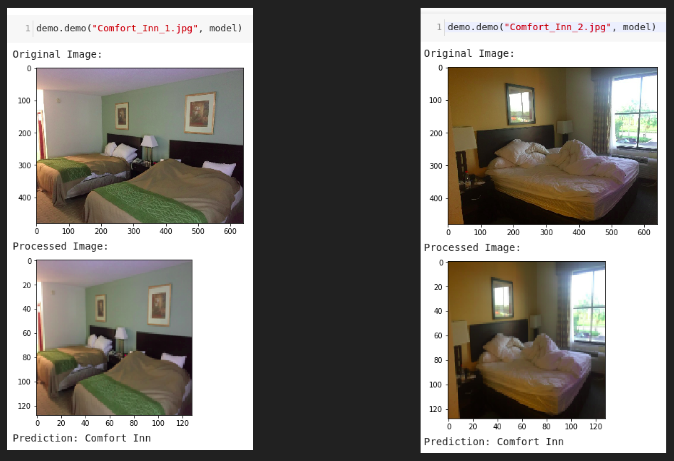 1 demo.demo("Comfort_Inn_1.jpg", model)
Original Image:
0
100
200
300
400
0 100 200 300 400 500 600
Processed Image:
0
20
40
60
80
100
120
0 20 40 60 80 100 120
Prediction: Comfort Inn
1 demo.demo("Comfort_Inn_2.jpg", model)
Original Image:
0
100
200
300
400
0 100 200 300 400 500 600
Processed Image:
0
20
40
60
80
100
120
0 20 40 60 80 100 120
Prediction: Comfort Inn